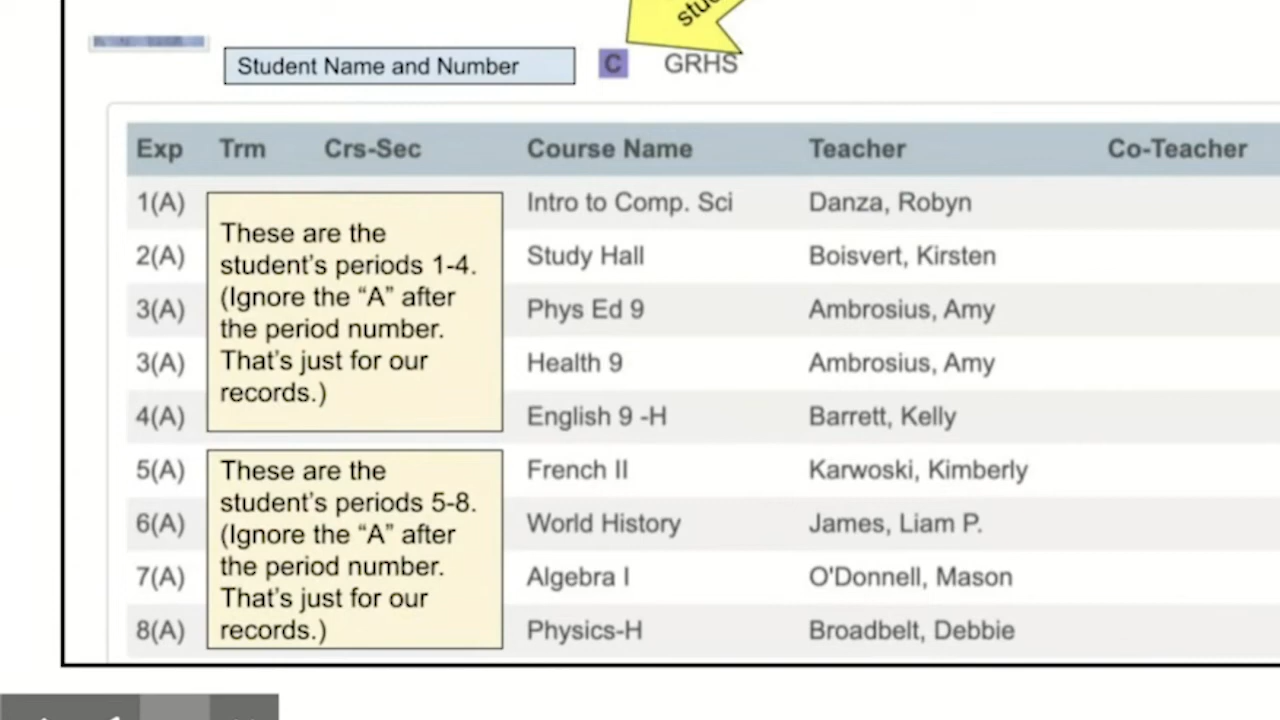 stu
Student Name and Number C GRHS
Exp Trm Crs-Sec Course Name Teacher Co-Teacher
1(A) Intro to Comp. Sci Danza, Robyn
2(A) Study Hall Boisvert, Kirsten
3(A) Phys Ed 9 Ambrosius, Amy
3(A) Health 9 Ambrosius, Amy
4(A) English 9 -H Barrett, Kelly
These are the
student's periods 1-4.
(Ignore the “A” after
the period number.
That's just for our
records.)
5(A) French II Karwoski, Kimberly
6(A) World History James, Liam P.
7(A) Algebra I O'Donnell, Mason
8(A) Physics-H Broadbelt, Debbie
These are the
student's periods 5-8.
(Ignore the “A” after
the period number.
That's just for our
records.)